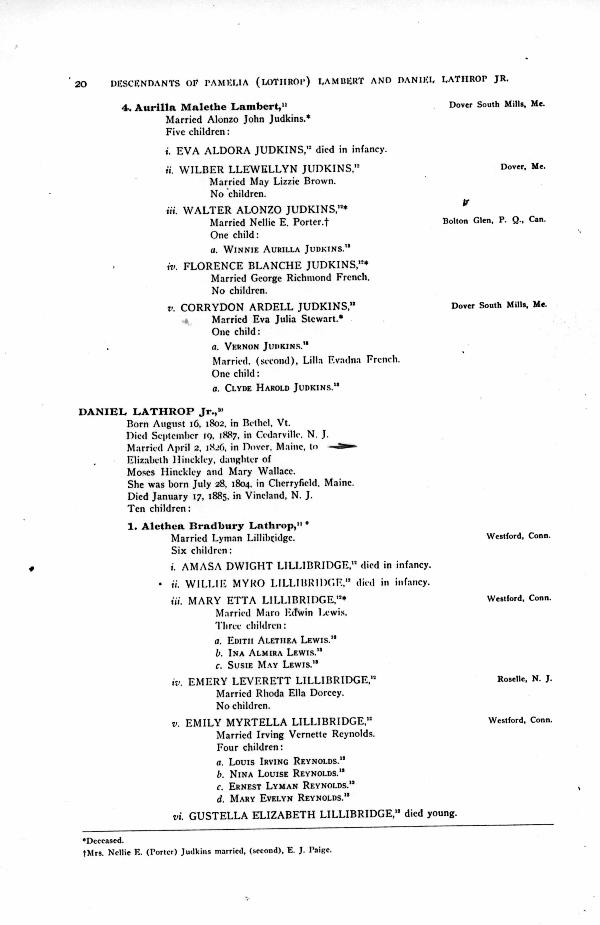 20 DESCENDANTS OF PAMELIA (LOTHROP) LAMBERT AND DANIEL LATHROP JR.
4. Aurilla Malethe Lambert,¹¹ Dover South Mills, Me.
Married Alonzo John Judkins.*
Five children:
i. EVA ALDORA JUDKINS,¹² died in infancy.
ii. WILBER LLEWELLYN JUDKINS,¹² Dover, Me.
Married May Lizzie Brown.
No children.
iii. WALTER ALONZO JUDKINS,¹²*
Married Nellie E. Porter.† Bolton Glen, P. Q., Can.
One child:
a. WINNIE AURILLA JUDKINS.¹³
iv. FLORENCE BLANCHE JUDKINS,¹²*
Married George Richmond French.
No children.
v. CORRYDON ARDELL JUDKINS,¹² Dover South Mills, Me.
Married Eva Julia Stewart.*
One child:
a. VERNON JUDKINS.¹³
Married, (second), Lilla Evadna French.
One child:
a. CLYDE HAROLD JUDKINS.¹³
DANIEL LATHROP Jr.,¹⁰
Born August 16, 1802, in Bethel, Vt.
Died September 19, 1887, in Cedarville, N. J.
Married April 2, 1826, in Dover, Maine, to
Elizabeth Hinckley, daughter of
Moses Hinckley and Mary Wallace.
She was born July 28, 1804, in Cherryfield, Maine.
Died January 17, 1885, in Vineland, N. J.
Ten children:
1. Alethea Bradbury Lathrop,¹¹*
Married Lyman Lillibridge. Westford, Conn.
Six children:
i. AMASA DWIGHT LILLIBRIDGE,¹² died in infancy.
ii. WILLIE MYRO LILLIBRIDGE,¹² died in infancy.
iii. MARY ETTA LILLIBRIDGE,¹²* Westford, Conn.
Married Maro Edwin Lewis.
Three children:
a. EDITH ALETHEA LEWIS.¹³
b. INA ALMIRA LEWIS.¹³
c. SUSIE MAY LEWIS.¹³
iv. EMERY LEVERETT LILLIBRIDGE,¹² Roselle, N. J.
Married Rhoda Ella Dorcey.
No children.
v. EMILY MYRTELLA LILLIBRIDGE,¹² Westford, Conn.
Married Irving Vernette Reynolds.
Four children:
a. LOUIS IRVING REYNOLDS.¹³
b. NINA LOUISE REYNOLDS.¹³
c. ERNEST LYMAN REYNOLDS.¹³
d. MARY EVELYN REYNOLDS.¹³
vi. GUSTELLA ELIZABETH LILLIBRIDGE,¹² died young.
*Deceased.
†Mrs. Nellie E. (Porter) Judkins married, (second), E. J. Paige.